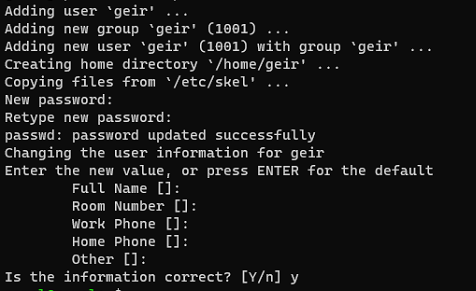 Adding user `geir' ...
Adding new group `geir' (1001) ...
Adding new user `geir' (1001) with group `geir' ...
Creating home directory `/home/geir' ...
Copying files from `/etc/skel' ...
New password:
Retype new password:
passwd: password updated successfully
Changing the user information for geir
Enter the new value, or press ENTER for the default
Full Name []:
Room Number []:
Work Phone []:
Home Phone []:
Other []:
Is the information correct? [Y/n] y